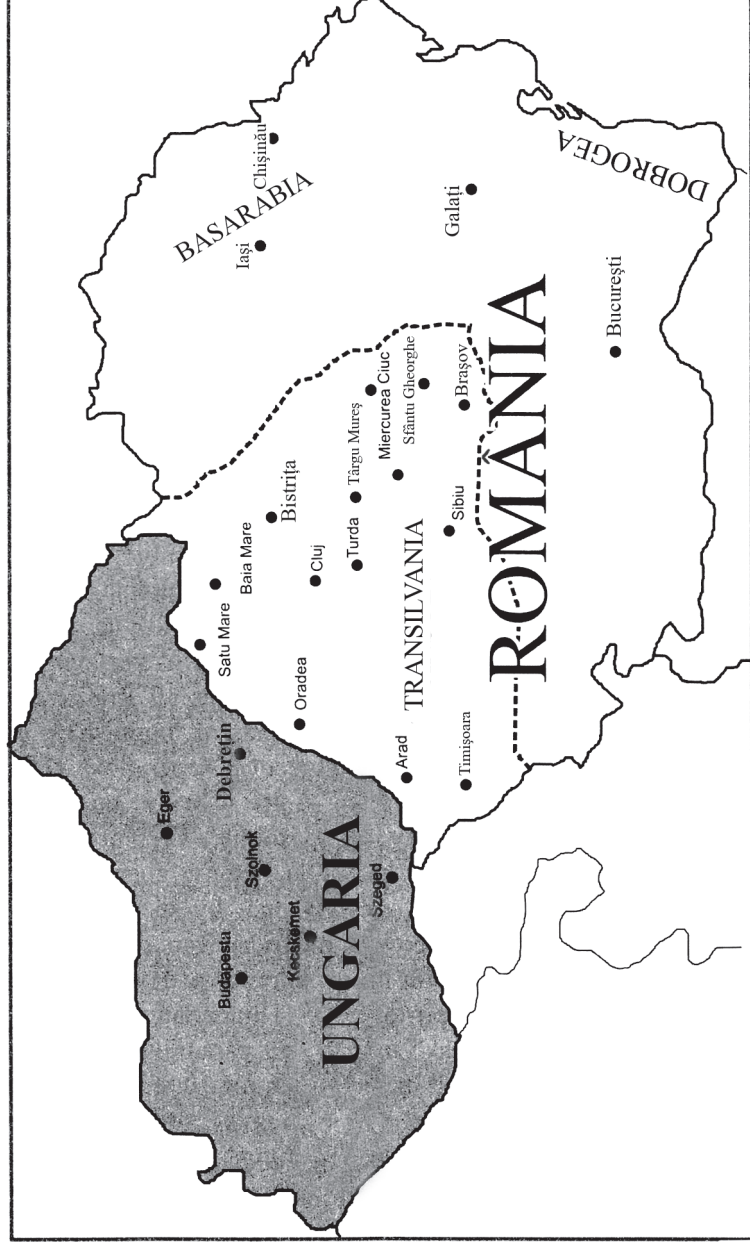 UNGARIA
Budapesta
Eger
Szolnok
Debrețin
Kecskemet
Szeged
ROMÂNIA
TRANSILVANIA
Satu Mare
Baia Mare
Oradea
Cluj
Bistrița
Turda
Târgu Mureș
Miercurea Ciuc
Sfântu Gheorghe
Arad
Timișoara
Sibiu
Brașov
BASARABIA
Iași
Chișinău
Galați
București
DOBROGEA